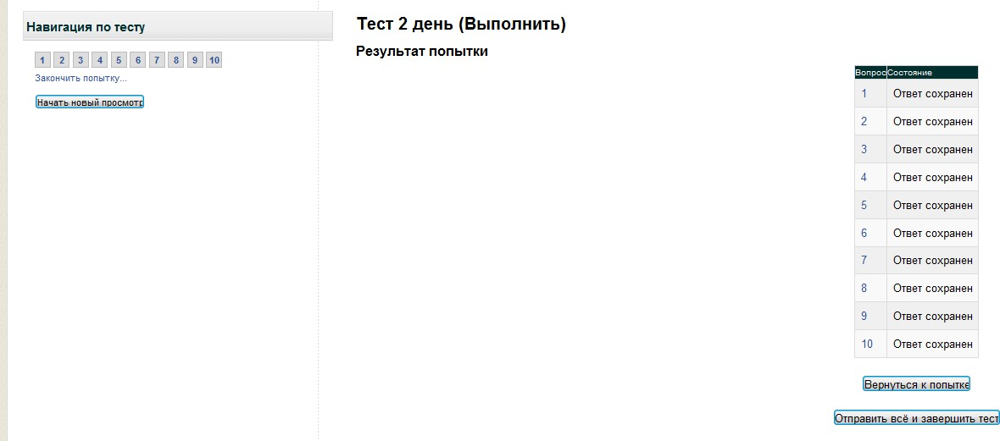 Навигация по тесту
1 2 3 4 5 6 7 8 9 10
Закончить попытку...
Начать новый просмотр
Тест 2 день (Выполнить)
Результат попытки
Вопрос Состояние
1 Ответ сохранен
2 Ответ сохранен
3 Ответ сохранен
4 Ответ сохранен
5 Ответ сохранен
6 Ответ сохранен
7 Ответ сохранен
8 Ответ сохранен
9 Ответ сохранен
10 Ответ сохранен
Вернуться к попытке
Отправить всё и завершить тест